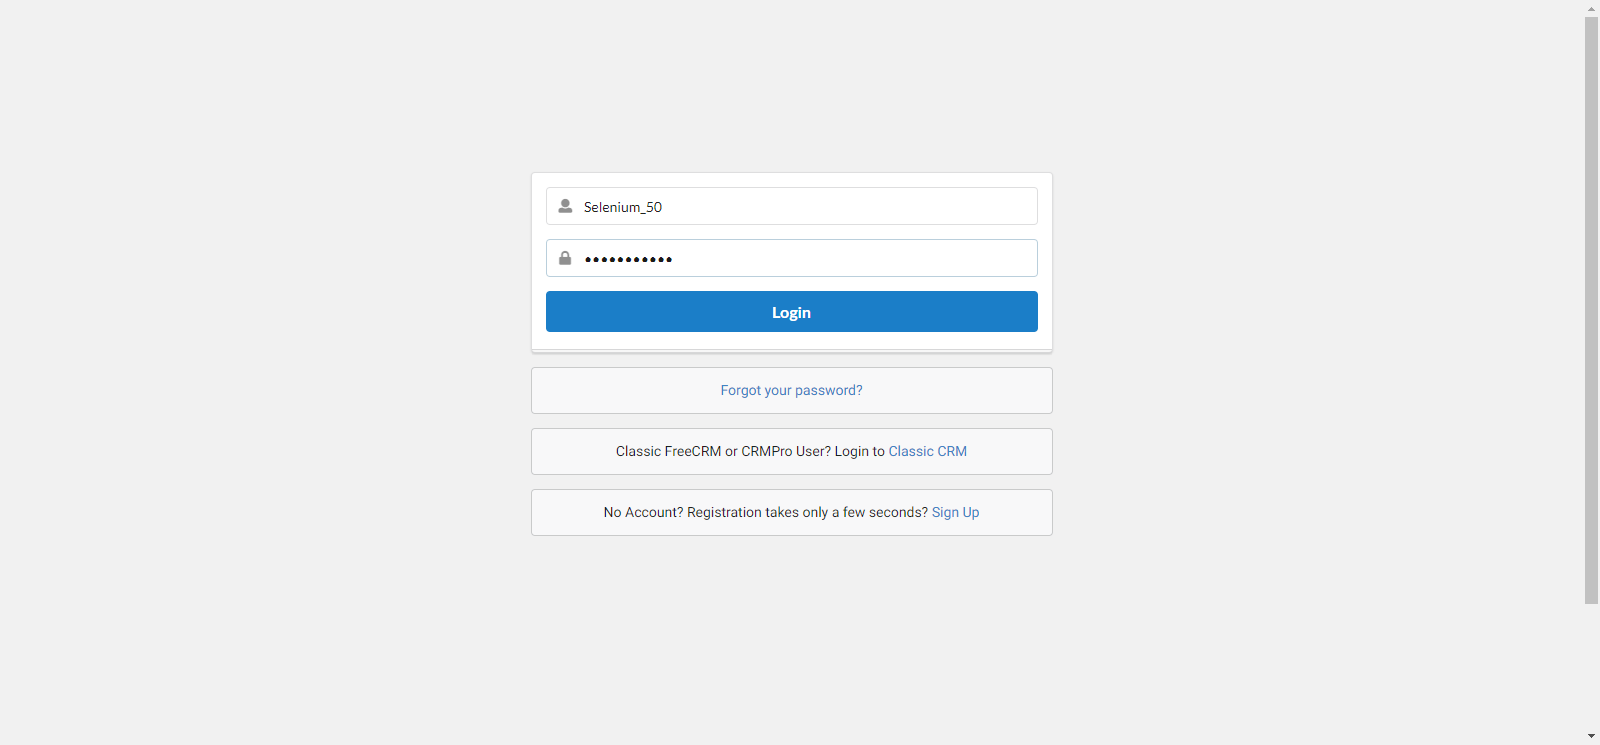 Selenium_50
•••••••••••
Login
Forgot your password?
Classic FreeCRM or CRMPro User? Login to Classic CRM
No Account? Registration takes only a few seconds? Sign Up